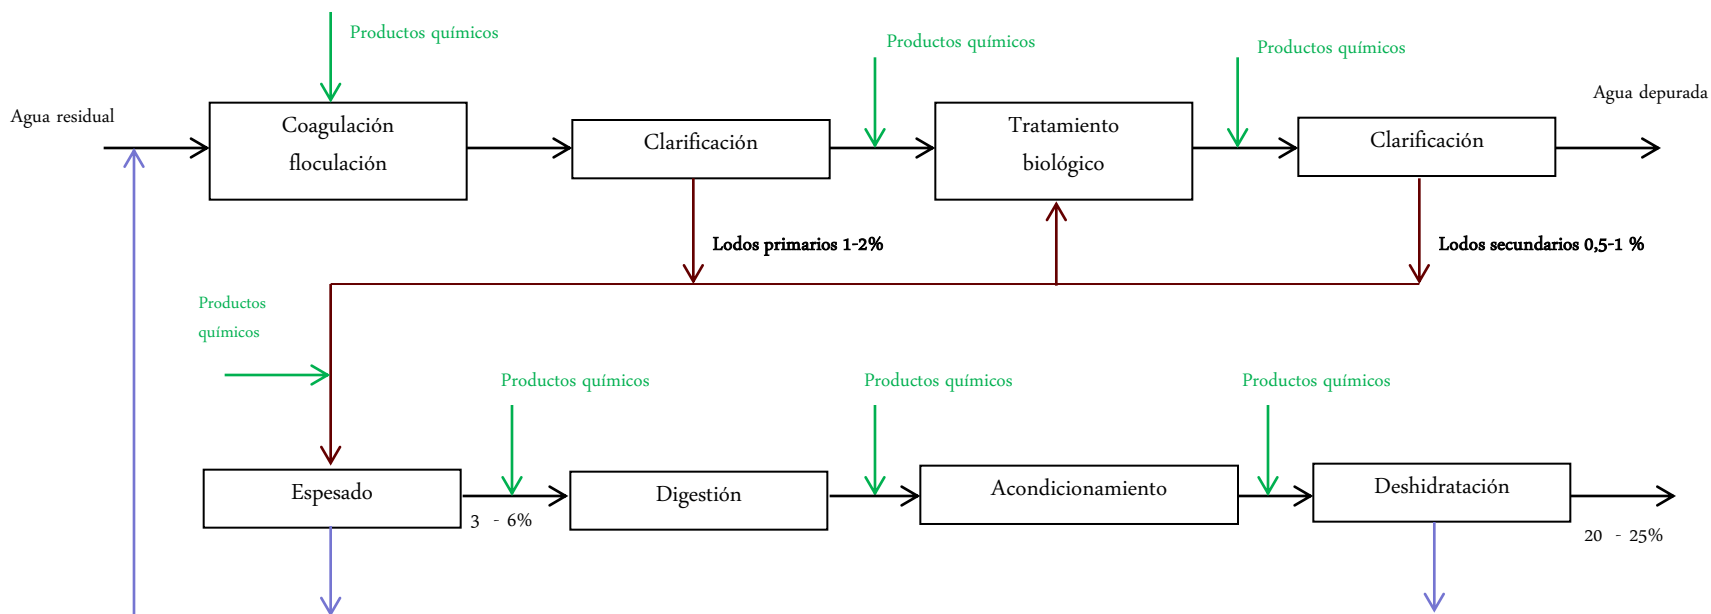 Productos químicos
Productos químicos
Productos químicos
Agua residual
Agua depurada
Coagulación
floculación
Clarificación
Tratamiento
biológico
Clarificación
Lodos primarios 1-2%
Lodos secundarios 0,5-1 %
Productos
químicos
Productos químicos
Productos químicos
Productos químicos
Espesado
Digestión
Acondicionamiento
Deshidratación
3 - 6%
20 - 25%